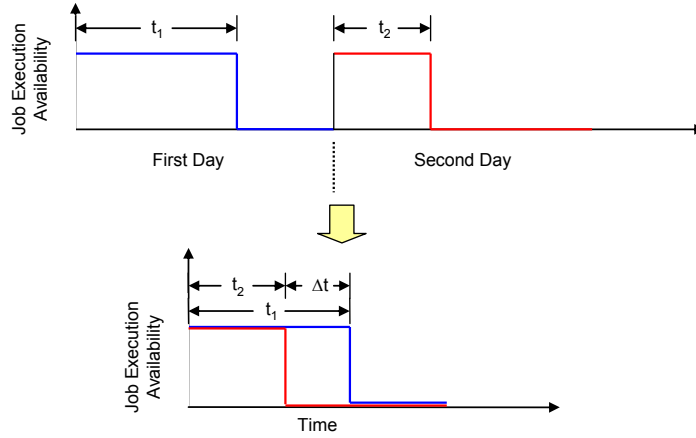 t1
t2
Job Execution
Availability
First Day
Second Day
t2
Δt
t1
Job Execution
Availability
Time